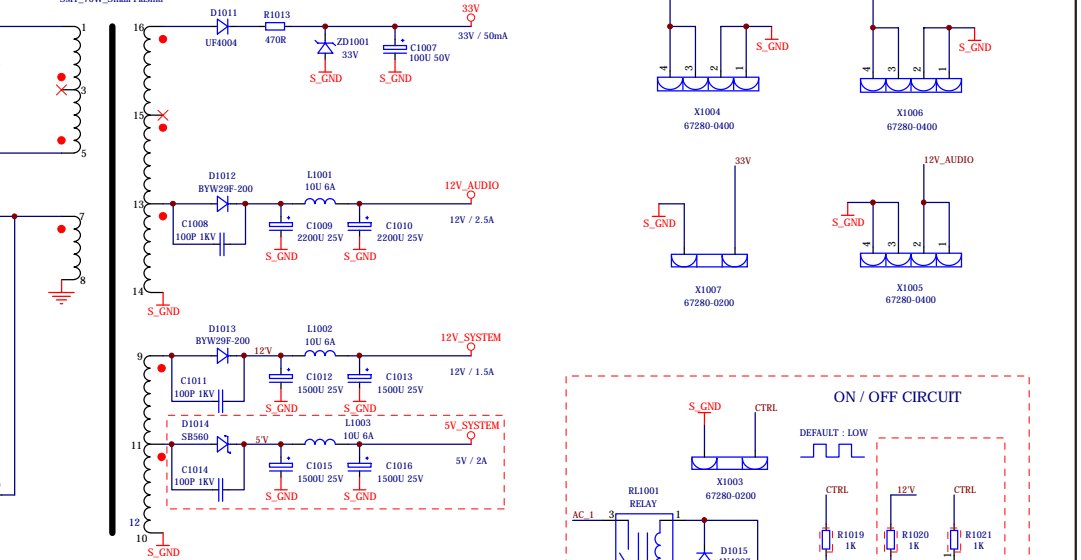 1
3
5
7
8
16
15
13
14
9
11
12
10
D1011
UF4004
R1013
470R
33V
33V / 50mA
ZD1001
33V
C1007
100U 50V
S_GND
S_GND
D1012
BYW29F-200
L1001
10U 6A
12V_AUDIO
12V / 2.5A
C1008
100P 1KV
C1009
2200U 25V
C1010
2200U 25V
S_GND
S_GND
S_GND
D1013
BYW29F-200
12'V
L1002
10U 6A
12V_SYSTEM
12V / 1.5A
C1011
100P 1KV
C1012
1500U 25V
C1013
1500U 25V
S_GND
S_GND
D1014
SB560
5'V
L1003
10U 6A
5V_SYSTEM
5V / 2A
C1014
100P 1KV
C1015
1500U 25V
C1016
1500U 25V
S_GND
S_GND
S_GND
S_GND
4
3
2
1
X1004
67280-0400
S_GND
4
3
2
1
X1006
67280-0400
33V
S_GND
X1007
67280-0200
12V_AUDIO
S_GND
4
3
2
1
X1005
67280-0400
ON / OFF CIRCUIT
S_GND
CTRL
DEFAULT : LOW
X1003
67280-0200
RL1001
RELAY
AC_1
3
1
D1015
CTRL
12'V
CTRL
R1019
1K
R1020
1K
R1021
1K
1